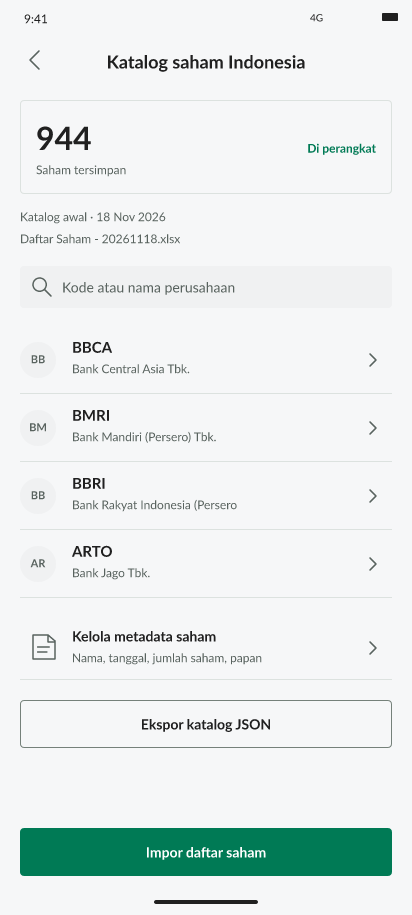 9:41
4G
Katalog saham Indonesia
944
Saham tersimpan
Di perangkat
Katalog awal · 18 Nov 2026
Daftar Saham - 20261118.xlsx
Kode atau nama perusahaan
BB
BBCA
Bank Central Asia Tbk.
BM
BMRI
Bank Mandiri (Persero) Tbk.
BB
BBRI
Bank Rakyat Indonesia (Persero
AR
ARTO
Bank Jago Tbk.
Kelola metadata saham
Nama, tanggal, jumlah saham, papan
Ekspor katalog JSON
Impor daftar saham